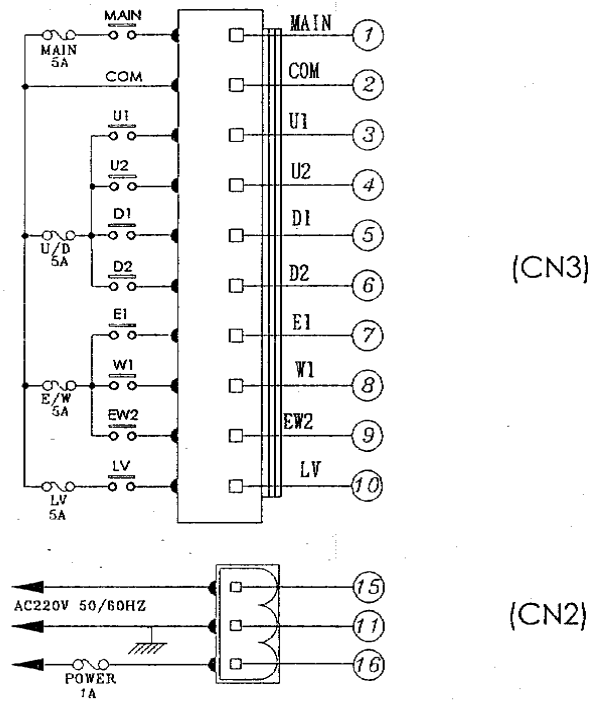 MAIN MAIN 1
MAIN
5A
COM COM 2
U1 U1 3
U2 U2 4
D1 D1 5
U/D
5A
(CN3)
D2 D2 6
E1 E1 7
W1 W1 8
E/W
5A
EW2 EW2 9
LV LV 10
LV
5A
15
AC220V 50/60HZ
11
(CN2)
16
POWER
1A